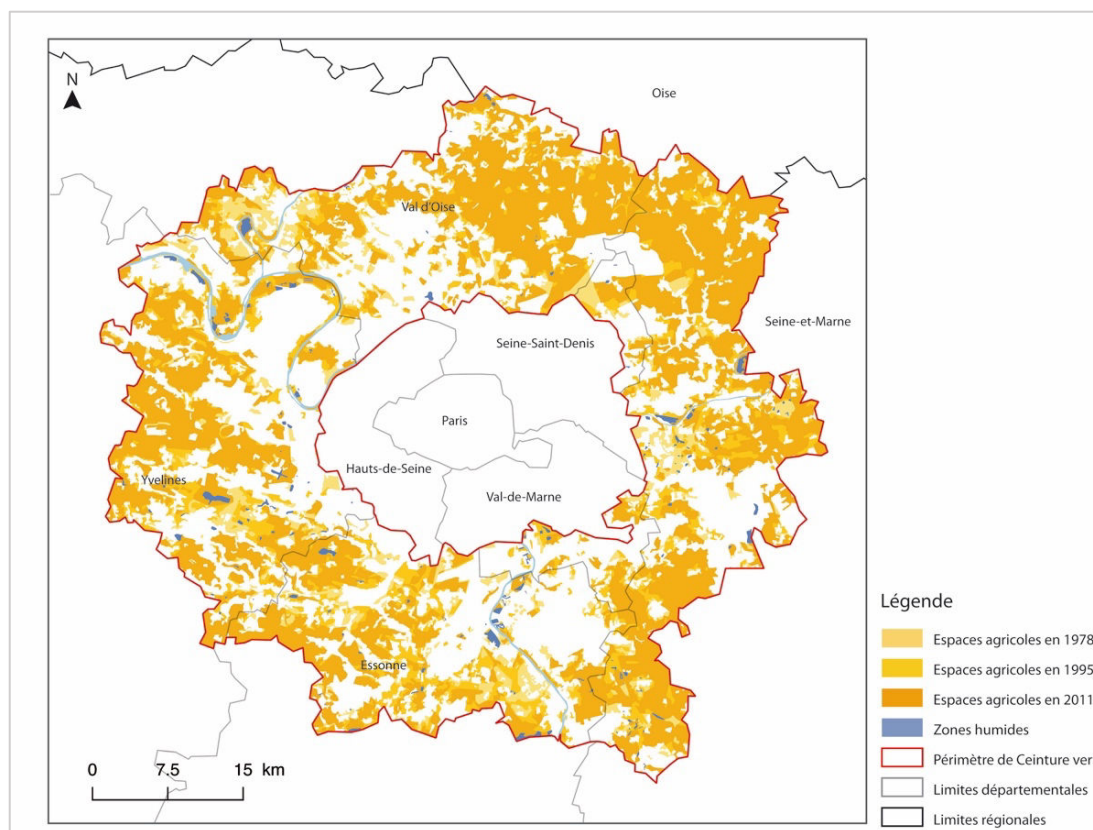 N
Oise
Val d'Oise
Seine-et-Marne
Seine-Saint-Denis
Paris
Hauts-de-Seine
Yvelines
Val-de-Marne
Essonne
0 7.5 15 km
Légende
Espaces agricoles en 1978
Espaces agricoles en 1995
Espaces agricoles en 2011
Zones humides
Périmètre de Ceinture ver
Limites départementales
Limites régionales